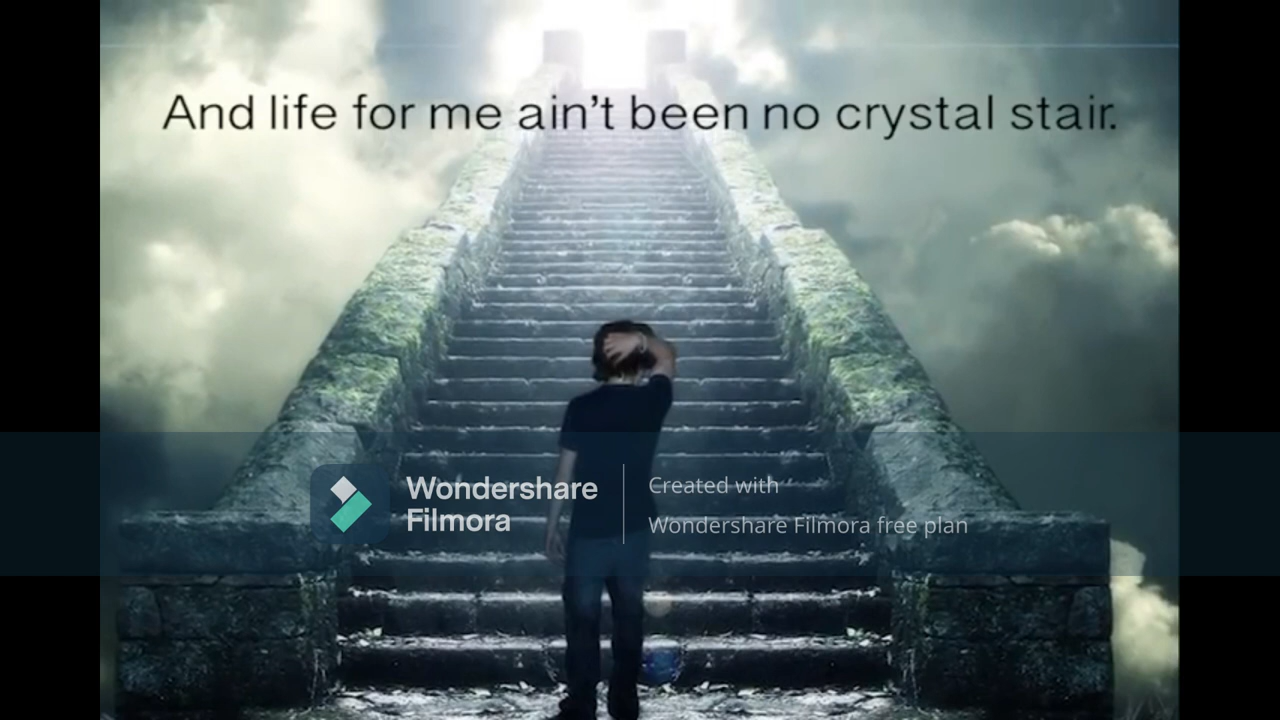 And life for me ain’t been no crystal stair.
Wondershare
Filmora
Created with
Wondershare Filmora free plan